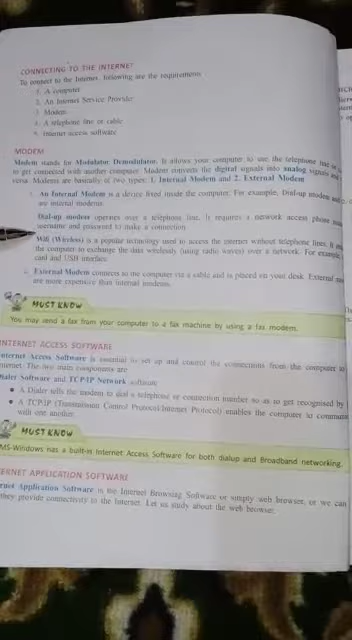 CONNECTING TO THE INTERNET
To connect to the Internet, following are the requirements
1. A computer
2. An Internet Service Provider
3. Modem
4. A telephone line or cable
5. Internet access software
MODEM
Modem stands for Modulator Demodulator. It allows your computer to use the telephone line
to get connected with another computer. Modem converts the digital signals into analog signals and
versa. Modems are basically of two types: 1. Internal Modem and 2. External Modem
An Internal Modem is a device fixed inside the computer. For example, Dial-up modem and
are internal modems.
Dial-up modem operates over a telephone line. It requires a network access phone
username and password to make a connection.
Wifi (Wireless) is a popular technology used to access the internet without telephone lines. It
the computer to exchange the data wirelessly (using radio waves) over a network. For example,
card and USB interface.
External Modem connects to the computer via a cable and is placed on your desk. External
are more expensive than internal modems.
MUST KNOW
You may send a fax from your computer to a fax machine by using a fax modem.
INTERNET ACCESS SOFTWARE
Internet Access Software is essential to set up and control the connections from the computer to
nternet. The two main components are
Dialer Software and TCP/IP Network software
• A Dialer tells the modem to dial a telephone or connection number so as to get recognised by
• A TCP/IP (Transmission Control Protocol/Internet Protocol) enables the computer to
with one another.
MUST KNOW
MS-Windows has a built-in Internet Access Software for both dialup and Broadband networking.
ERNET APPLICATION SOFTWARE
rnet Application Software is the Internet Browsing Software or simply web browser, or we can
they provide connectivity to the Internet. Let us study about the web browser.